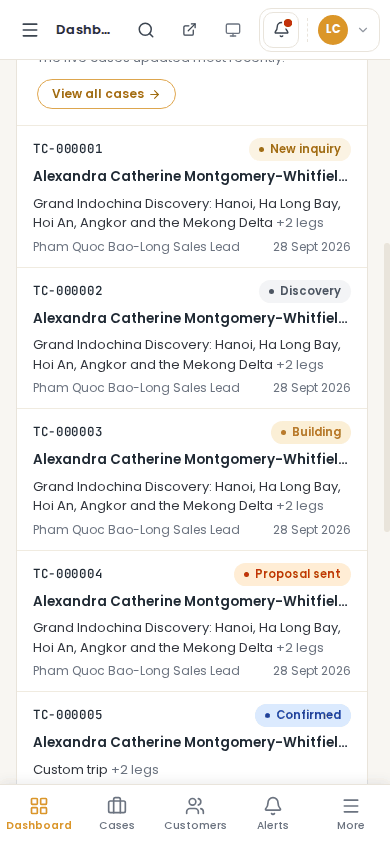 Dashb...
LC
The five cases updated most recently.
View all cases →
TC-000001
New inquiry
Alexandra Catherine Montgomery-Whitfiel...
Grand Indochina Discovery: Hanoi, Ha Long Bay,
Hoi An, Angkor and the Mekong Delta +2 legs
Pham Quoc Bao-Long Sales Lead 28 Sept 2026
TC-000002
Discovery
Alexandra Catherine Montgomery-Whitfiel...
Grand Indochina Discovery: Hanoi, Ha Long Bay,
Hoi An, Angkor and the Mekong Delta +2 legs
Pham Quoc Bao-Long Sales Lead 28 Sept 2026
TC-000003
Building
Alexandra Catherine Montgomery-Whitfiel...
Grand Indochina Discovery: Hanoi, Ha Long Bay,
Hoi An, Angkor and the Mekong Delta +2 legs
Pham Quoc Bao-Long Sales Lead 28 Sept 2026
TC-000004
Proposal sent
Alexandra Catherine Montgomery-Whitfiel...
Grand Indochina Discovery: Hanoi, Ha Long Bay,
Hoi An, Angkor and the Mekong Delta +2 legs
Pham Quoc Bao-Long Sales Lead 28 Sept 2026
TC-000005
Confirmed
Alexandra Catherine Montgomery-Whitfiel...
Custom trip +2 legs
Dashboard Cases Customers Alerts More